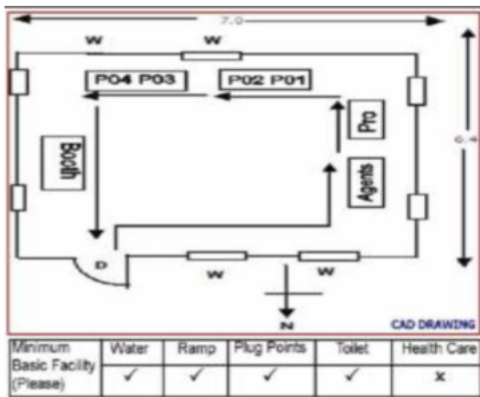 7.0
W W
P04 P03 P02 P01
Pro
6.4
Booth
Agents
D
W W
N
CAD DRAWING
Minimum Basic Facility (Please) Water Ramp Plug Points Toilet Health Care
✓ ✓ ✓ ✓ x